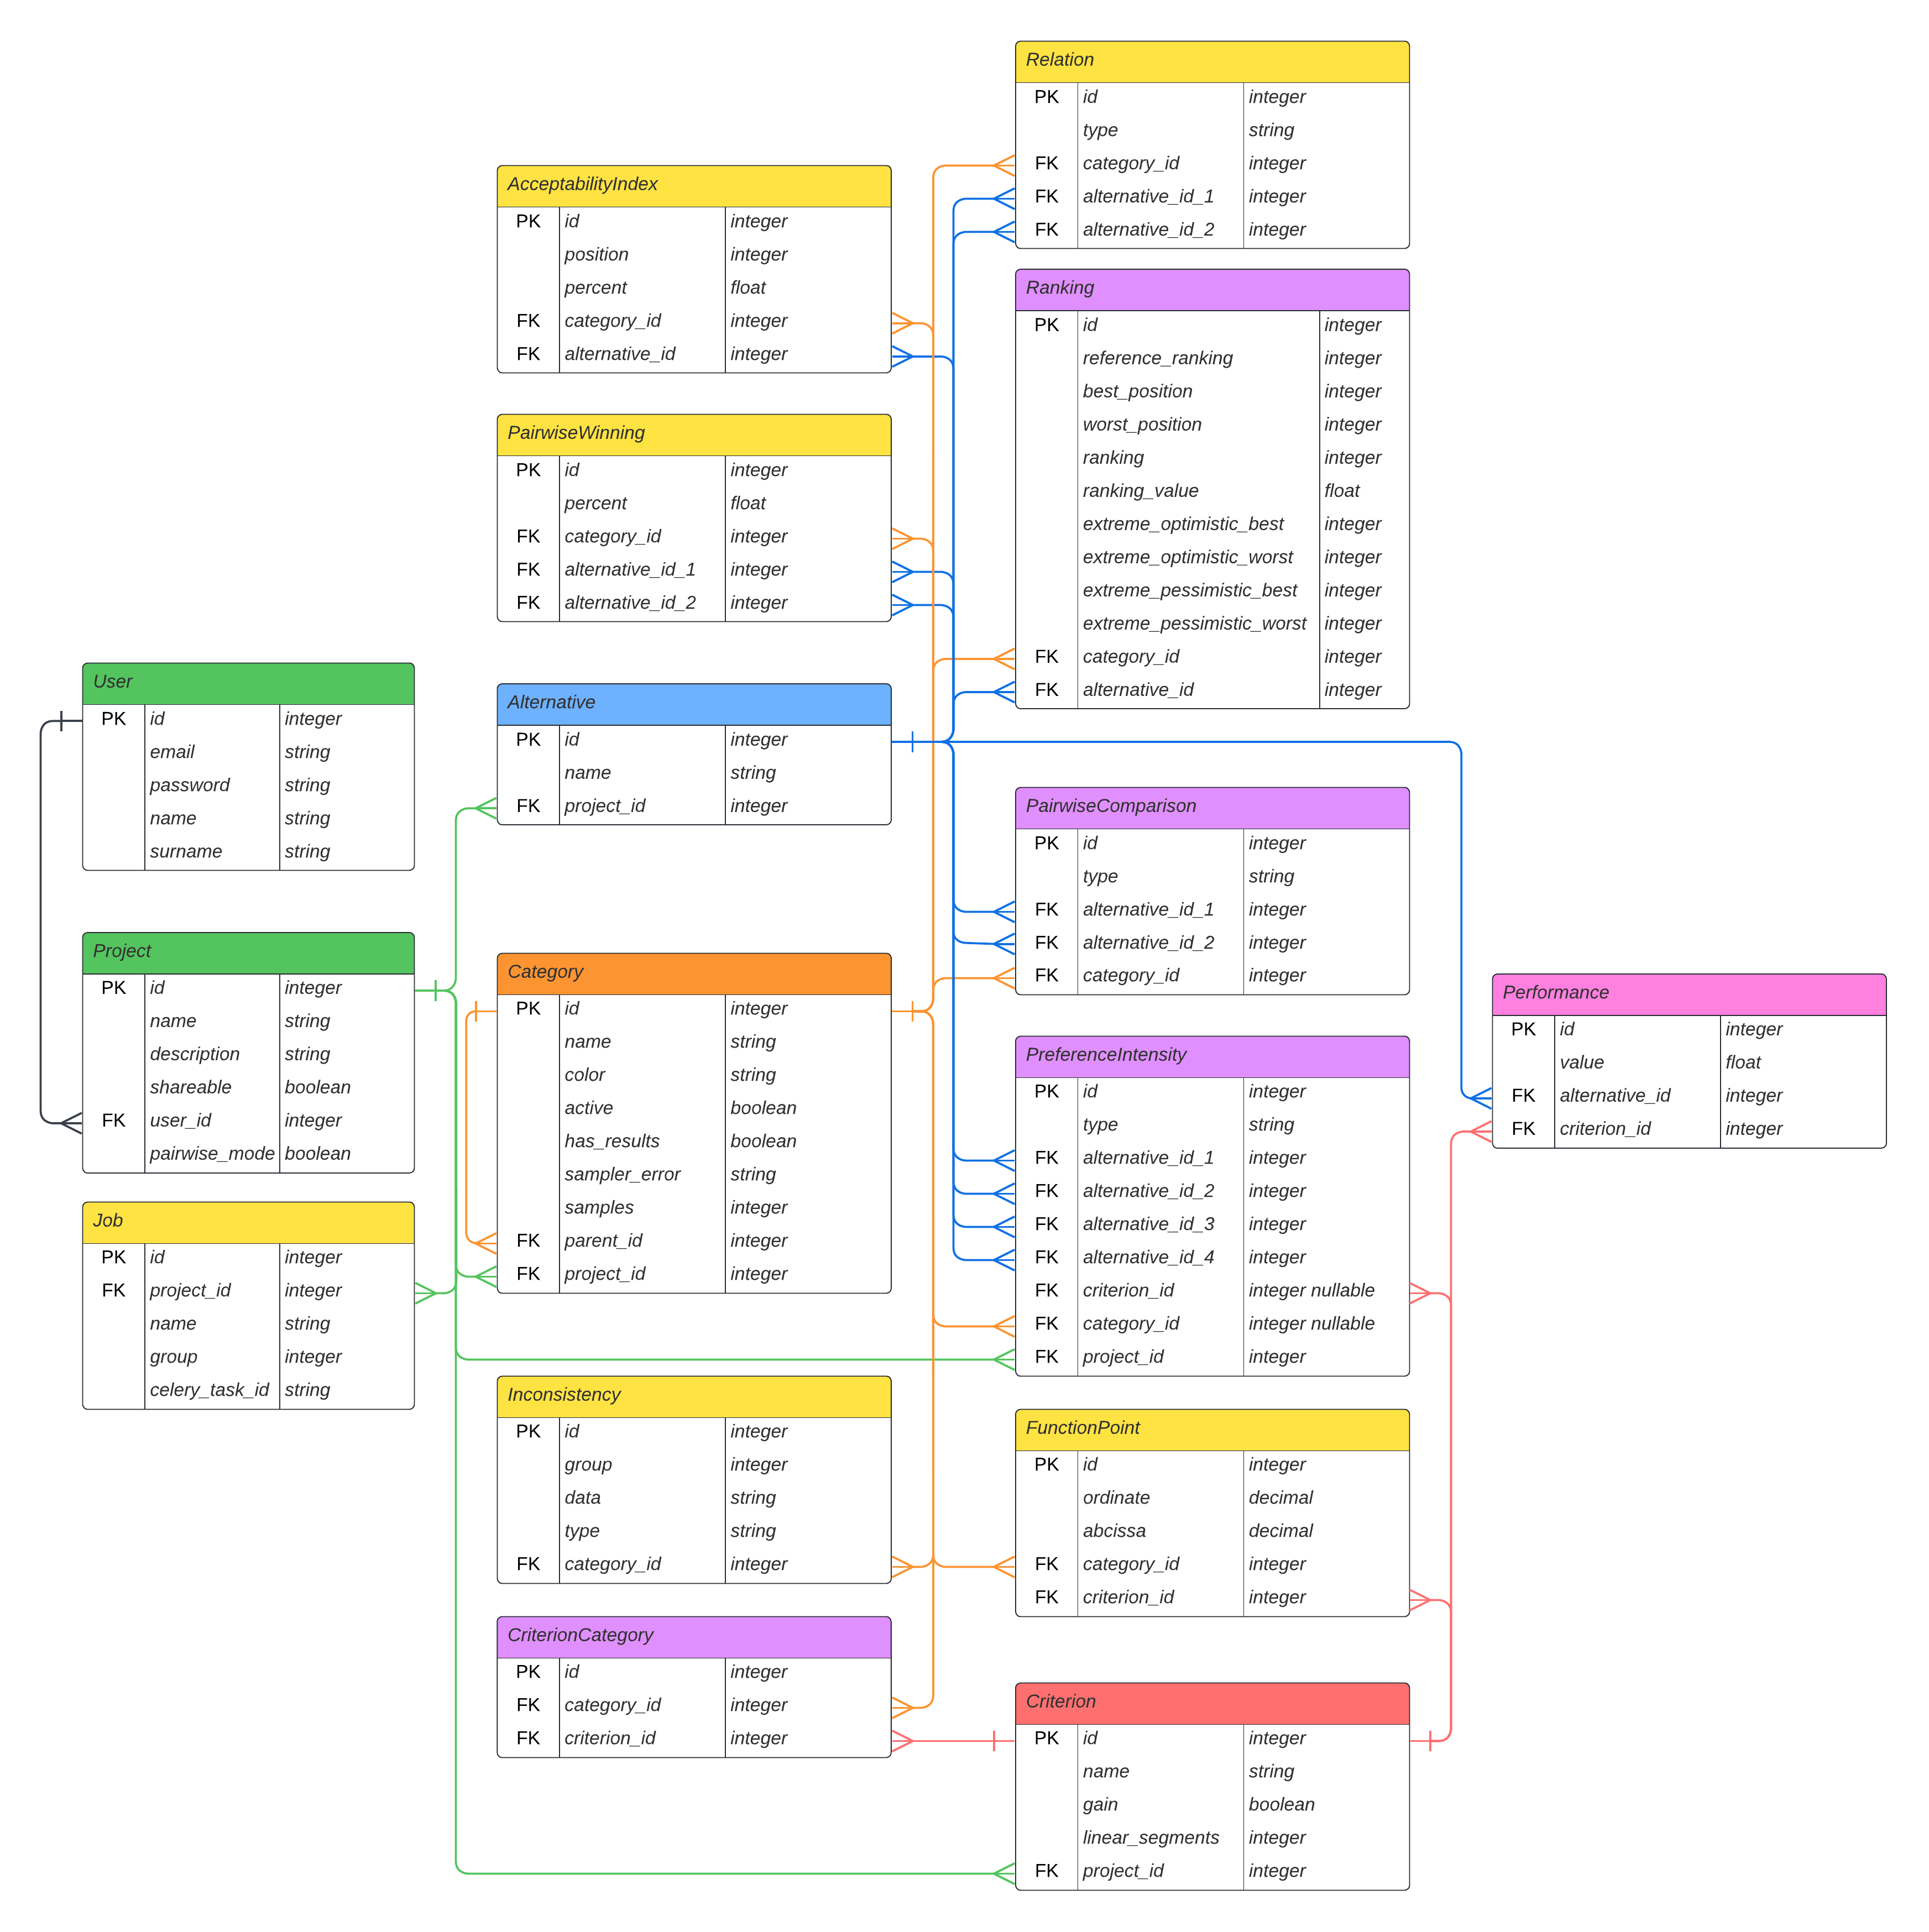 Relation
PK id integer
type string
FK category_id integer
FK alternative_id_1 integer
FK alternative_id_2 integer
AcceptabilityIndex
PK id integer
position integer
percent float
FK category_id integer
FK alternative_id integer
Ranking
PK id integer
reference_ranking integer
best_position integer
worst_position integer
ranking integer
ranking_value float
extreme_optimistic_best integer
extreme_optimistic_worst integer
extreme_pessimistic_best integer
extreme_pessimistic_worst integer
FK category_id integer
FK alternative_id integer
PairwiseWinning
PK id integer
percent float
FK category_id integer
FK alternative_id_1 integer
FK alternative_id_2 integer
User
PK id integer
email string
password string
name string
surname string
Alternative
PK id integer
name string
FK project_id integer
PairwiseComparison
PK id integer
type string
FK alternative_id_1 integer
FK alternative_id_2 integer
FK category_id integer
Project
PK id integer
name string
description string
shareable boolean
FK user_id integer
pairwise_mode boolean
Category
PK id integer
name string
color string
active boolean
has_results boolean
sampler_error string
samples integer
FK parent_id integer
FK project_id integer
Performance
PK id integer
value float
FK alternative_id integer
FK criterion_id integer
PreferenceIntensity
PK id integer
type string
FK alternative_id_1 integer
FK alternative_id_2 integer
FK alternative_id_3 integer
FK alternative_id_4 integer
FK criterion_id integer nullable
FK category_id integer nullable
FK project_id integer
Job
PK id integer
FK project_id integer
name string
group integer
celery_task_id string
Inconsistency
PK id integer
group integer
data string
type string
FK category_id integer
FunctionPoint
PK id integer
ordinate decimal
abcissa decimal
FK category_id integer
FK criterion_id integer
CriterionCategory
PK id integer
FK category_id integer
FK criterion_id integer
Criterion
PK id integer
name string
gain boolean
linear_segments integer
FK project_id integer